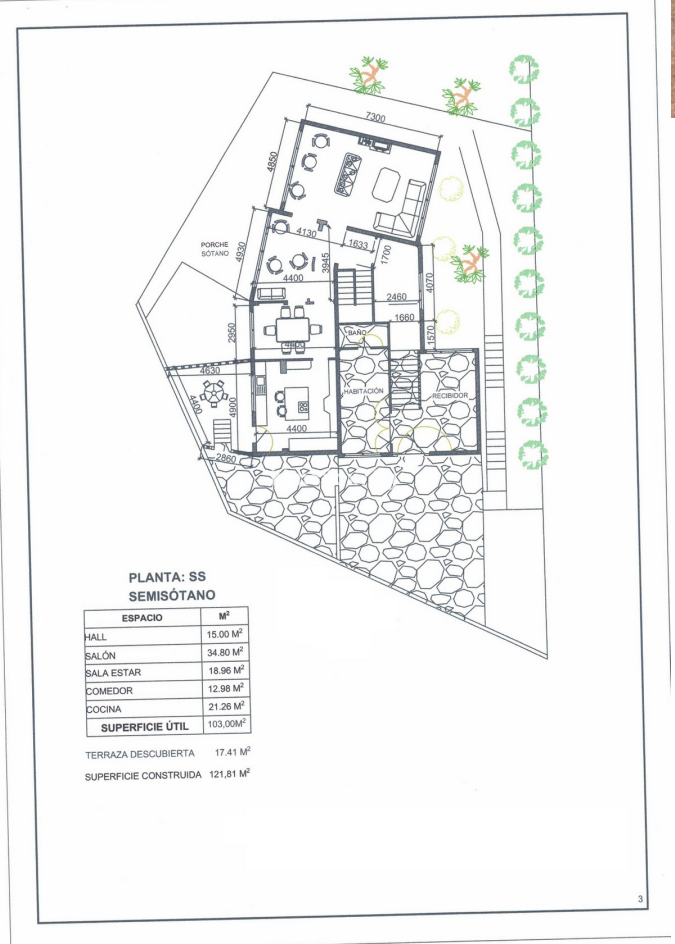 7300
4850
4130
1633
PORCHE
SÓTANO
4930
3945
1700
4400
4070
2460
2950
1660
1570
BAÑO
4400
4630
4400
4900
HABITACIÓN
RECIBIDOR
4400
2860
PLANTA: SS
SEMISÓTANO
ESPACIO M²
HALL 15.00 M²
SALÓN 34.80 M²
SALA ESTAR 18.96 M²
COMEDOR 12.98 M²
COCINA 21.26 M²
SUPERFICIE ÚTIL 103,00M²
TERRAZA DESCUBIERTA 17.41 M²
SUPERFICIE CONSTRUIDA 121,81 M²
3